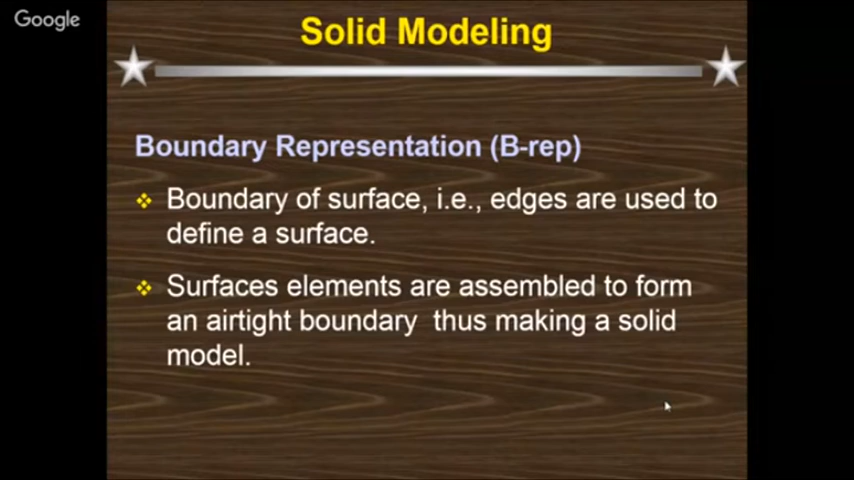 Google
Solid Modeling
Boundary Representation (B-rep)
Boundary of surface, i.e., edges are used to
define a surface.
Surfaces elements are assembled to form
an airtight boundary thus making a solid
model.